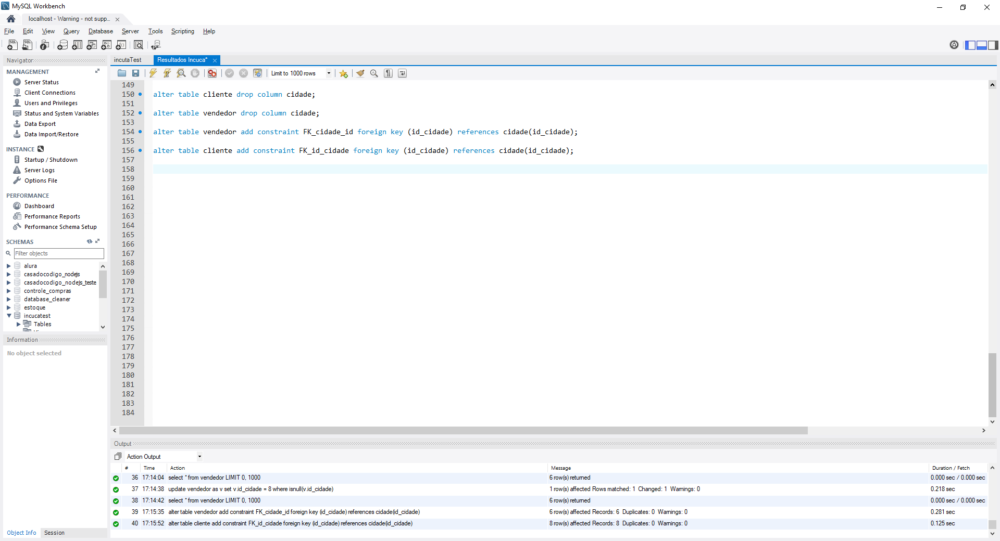 MySQL Workbench
localhost - Warning - not supp...
File Edit View Query Database Server Tools Scripting Help
Navigator
MANAGEMENT
Server Status
Client Connections
Users and Privileges
Status and System Variables
Data Export
Data Import/Restore
INSTANCE
Startup / Shutdown
Server Logs
Options File
PERFORMANCE
Dashboard
Performance Reports
Performance Schema Setup
SCHEMAS
Filter objects
alura
casadocodigo_nodejs
casadocodigo_nodejs_teste
controle_compras
database_cleaner
estoque
incucatest
Tables
Information
No object selected
Object Info Session
incutaTest Resultados Incuca*
Limit to 1000 rows
149
150 alter table cliente drop column cidade;
151
152 alter table vendedor drop column cidade;
153
154 alter table vendedor add constraint FK_cidade_id foreign key (id_cidade) references cidade(id_cidade);
155
156 alter table cliente add constraint FK_id_cidade foreign key (id_cidade) references cidade(id_cidade);
157
158
159
160
161
162
163
164
165
166
167
168
169
170
171
172
173
174
175
176
177
178
179
180
181
182
183
184
Output
Action Output
# Time Action Message Duration / Fetch
36 17:14:04 select * from vendedor LIMIT 0, 1000 6 row(s) returned 0.000 sec / 0.000 sec
37 17:14:38 update vendedor as v set v.id_cidade = 8 where isnull(v.id_cidade) 1 row(s) affected Rows matched: 1 Changed: 1 Warnings: 0 0.218 sec
38 17:14:42 select * from vendedor LIMIT 0, 1000 6 row(s) returned 0.000 sec / 0.000 sec
39 17:15:35 alter table vendedor add constraint FK_cidade_id foreign key (id_cidade) references cidade(id_cidade) 6 row(s) affected Records: 6 Duplicates: 0 Warnings: 0 0.281 sec
40 17:15:52 alter table cliente add constraint FK_id_cidade foreign key (id_cidade) references cidade(id_cidade) 8 row(s) affected Records: 8 Duplicates: 0 Warnings: 0 0.125 sec